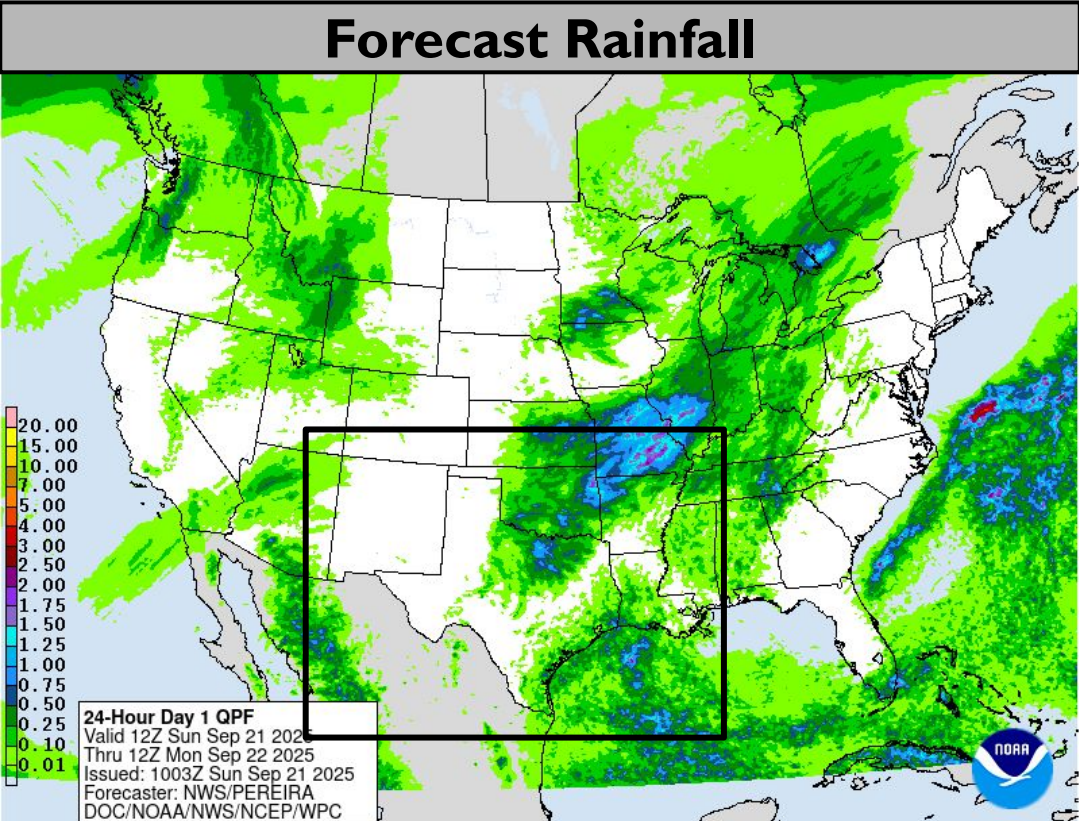 Forecast Rainfall
20.00
15.00
10.00
7.00
5.00
4.00
3.00
2.50
2.00
1.75
1.50
1.25
1.00
0.75
0.50
0.25
0.10
0.01
24-Hour Day 1 QPF
Valid 12Z Sun Sep 21 2025
Thru 12Z Mon Sep 22 2025
Issued: 1003Z Sun Sep 21 2025
Forecaster: NWS/PEREIRA
DOC/NOAA/NWS/NCEP/WPC
NOAA